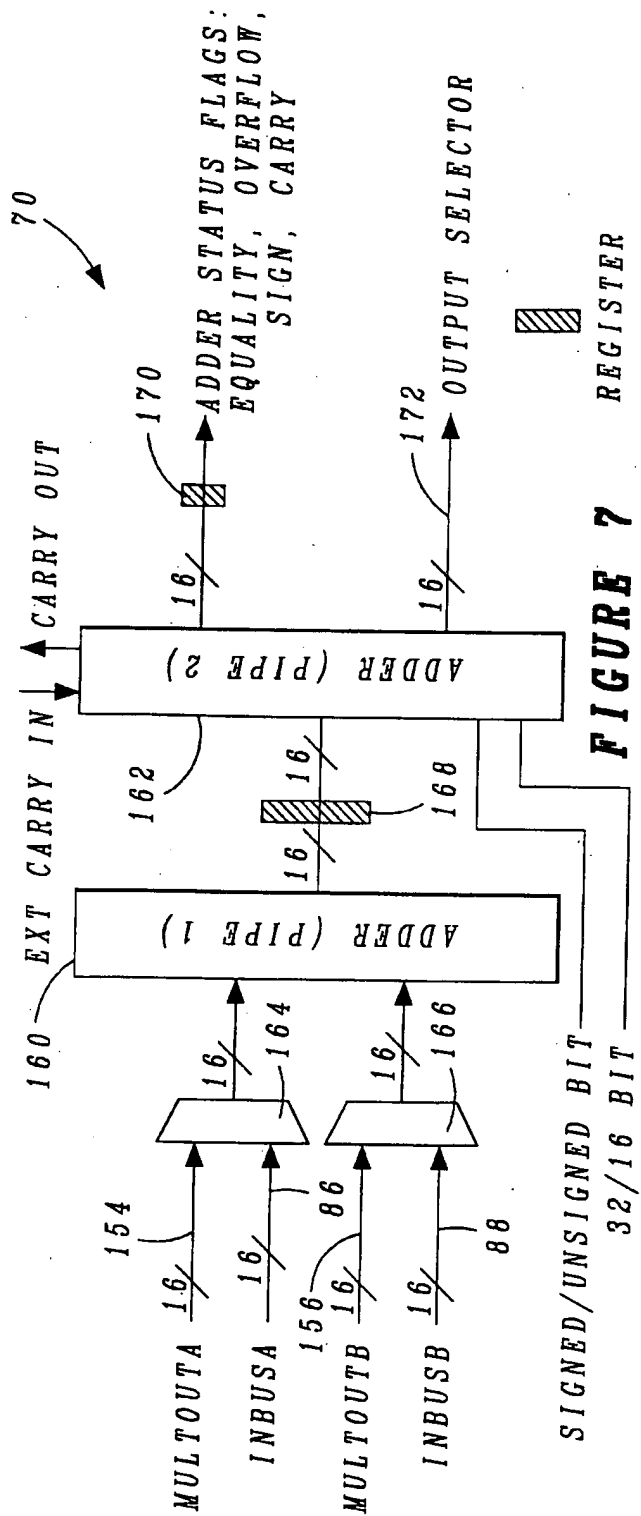 70
EXT CARRY IN
CARRY OUT
160
162
170
ADDER STATUS FLAGS:
EQUALITY, OVERFLOW,
SIGN, CARRY
154
MULTOUTA
16
16
164
INBUSA
16
86
ADDER (PIPE 1)
16
16
168
ADDER (PIPE 2)
16
156
MULTOUTB
16
16
166
INBUSB
16
88
16
172
OUTPUT SELECTOR
SIGNED/UNSIGNED BIT
32/16 BIT
REGISTER
FIGURE 7